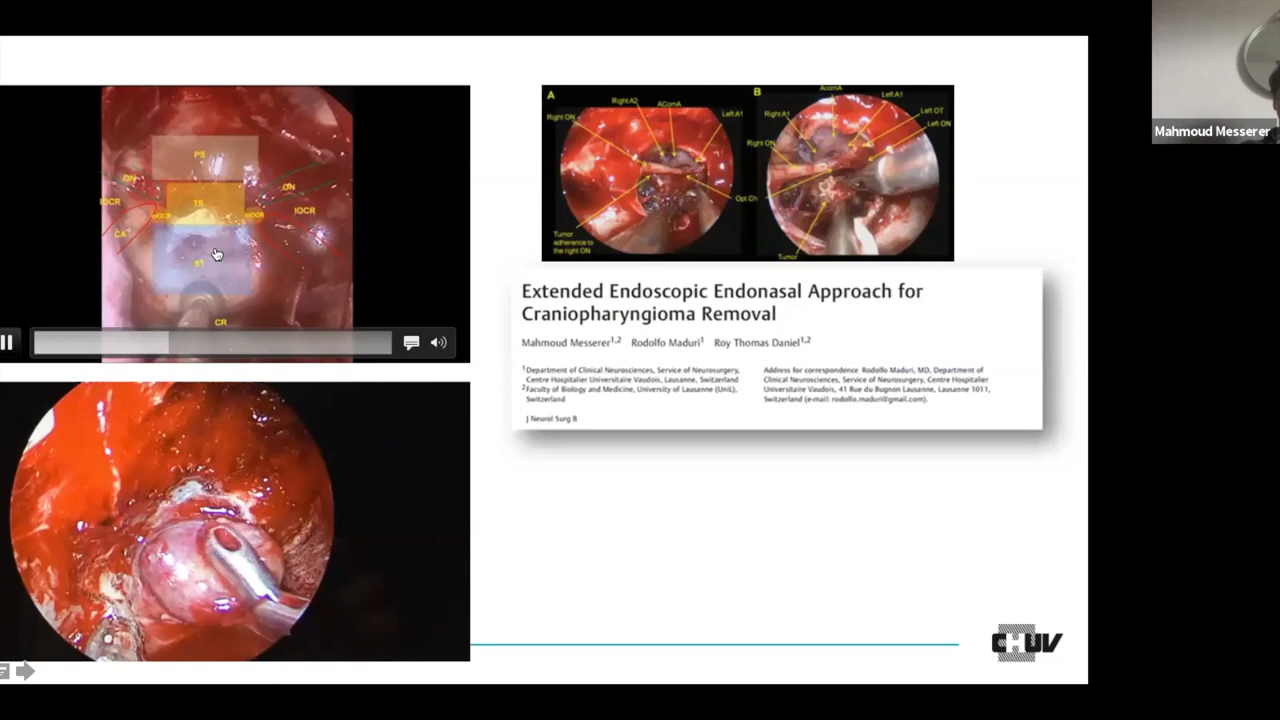 PS
ON
ON
TS
lOCR
mOCR
mOCR
lOCR
CA
ST
CR
A
Right A2
AComA
Left A1
Right ON
Tumor
adherence to
the right ON
B
AcomA
Left A1
Right A1
Left OT
Left ON
Right ON
Opt Ch
Tumor
Extended Endoscopic Endonasal Approach for
Craniopharyngioma Removal
Mahmoud Messerer1,2 Rodolfo Maduri1 Roy Thomas Daniel1,2
1Department of Clinical Neurosciences, Service of Neurosurgery,
Centre Hospitalier Universitaire Vaudois, Lausanne, Switzerland
2Faculty of Biology and Medicine, University of Lausanne (UniL),
Switzerland
Address for correspondence Rodolfo Maduri, MD, Department of
Clinical Neurosciences, Service of Neurosurgery, Centre Hospitalier
Universitaire Vaudois, 41 Rue du Bugnon Lausanne, Lausanne 1011,
Switzerland (e-mail: rodolfo.maduri@gmail.com).
J Neurol Surg B
CHUV
Mahmoud Messerer